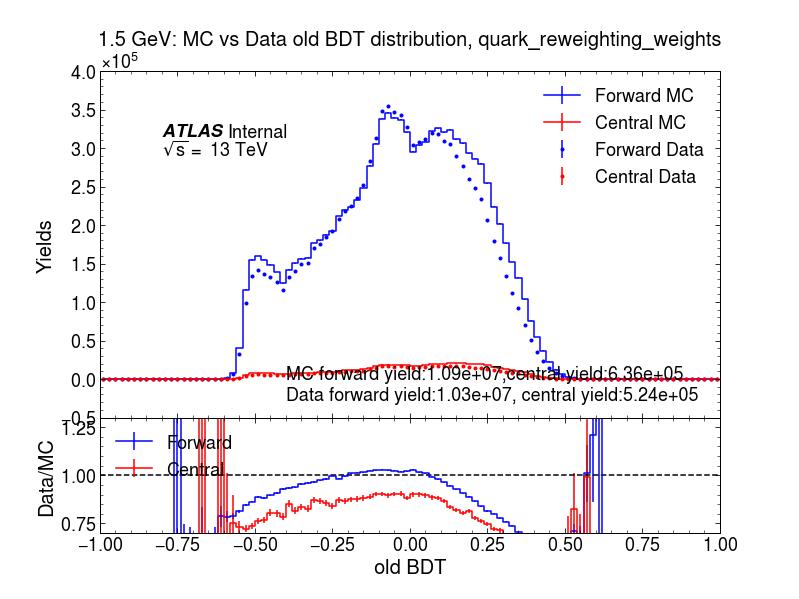 1.5 GeV: MC vs Data old BDT distribution, quark_reweighting_weights
×10⁵
4.0
3.5
3.0
2.5
2.0
1.5
1.0
0.5
0.0
0.5
Yields
ATLAS Internal
√s = 13 TeV
Forward MC
Central MC
Forward Data
Central Data
MC forward yield:1.09e+07,central yield:6.36e+05
Data forward yield:1.03e+07, central yield:5.24e+05
1.25
1.00
0.75
Data/MC
Forward
Central
−1.00 −0.75 −0.50 −0.25 0.00 0.25 0.50 0.75 1.00
old BDT